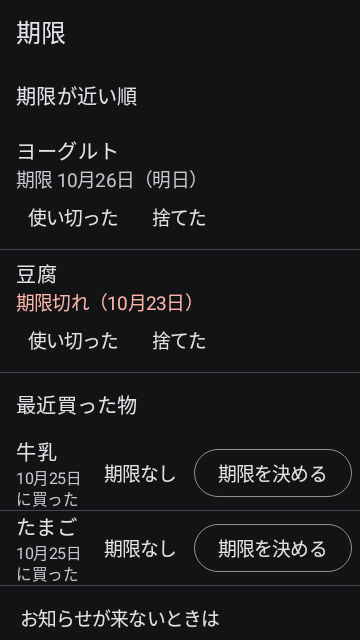 期限
期限が近い順
ヨーグルト
期限 10月26日（明日）
使い切った 捨てた
豆腐
期限切れ（10月23日）
使い切った 捨てた
最近買った物
牛乳
10月25日
に買った
期限なし
期限を決める
たまご
10月25日
に買った
期限なし
期限を決める
お知らせが来ないときは